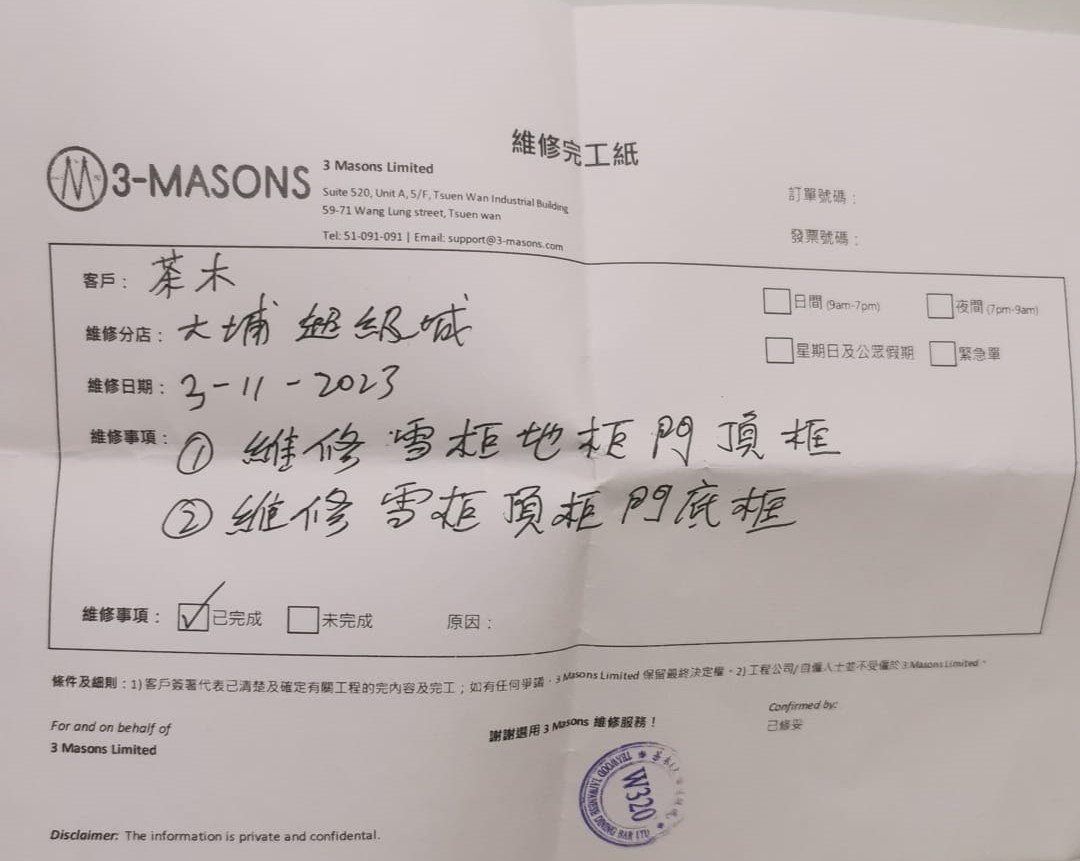 維修完工紙
3-MASONS
3 Masons Limited
Suite 520, Unit A, 5/F, Tsuen Wan Industrial Building
59-71 Wang Lung street, Tsuen wan
Tel: 51-091-091 | Email: support@3-masons.com
訂單號碼：
發票號碼：
客戶： 茶木
維修分店： 大埔超級城
維修日期： 3-11-2023
日間 (9am-7pm) 夜間 (7pm-9am)
星期日及公眾假期 緊急單
維修事項： ① 維修雪柜地柜門頂框
② 維修雪柜頂柜門底框
維修事項： 已完成 未完成 原因：
條件及細則：1) 客戶簽署代表已清楚及確定有關工程的完內容及完工；如有任何爭議，3 Masons Limited 保留最終決定權。2) 工程公司/自僱人士並不受僱於 3 Masons Limited。
For and on behalf of
3 Masons Limited
謝謝選用 3 Masons 維修服務！
Confirmed by:
已修妥
TEAWOOD TAIWANESE DINING BAR LTD
W320
Disclaimer: The information is private and confidental.